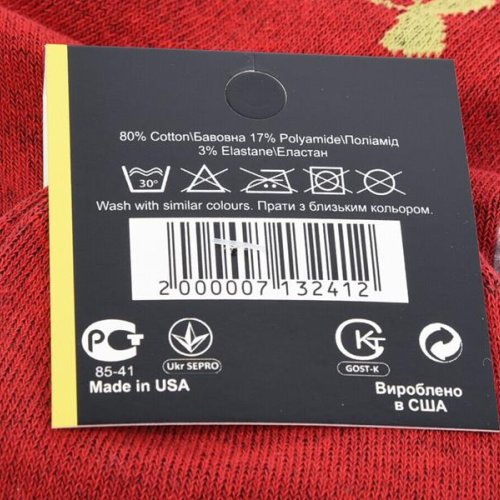 80% Cotton\Бавовна 17% Polyamide\Поліамід
3% Elastane\Еластан
30°
Wash with similar colours. Прати з близьким кольором.
2 000007 132412
РСТ
85-41
Ukr SEPRO
GOST-K
Made in USA
Вироблено
в США